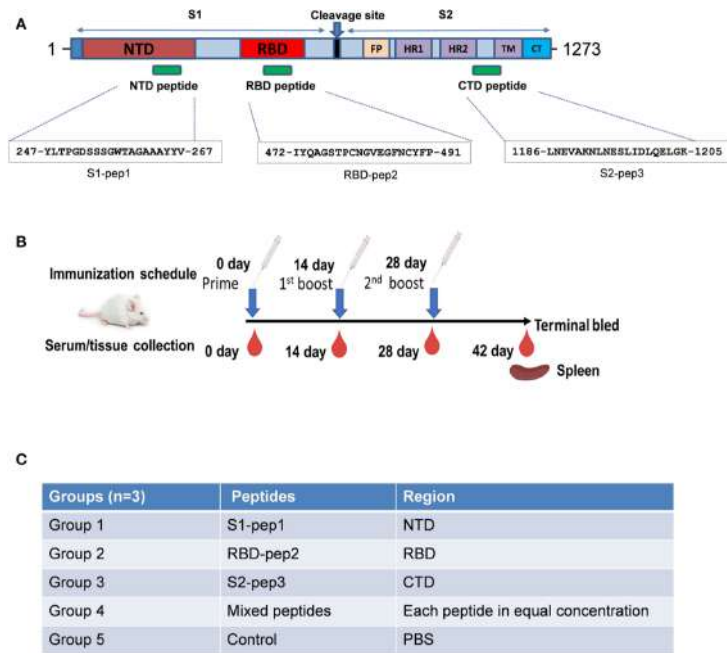 A
S1
Cleavage site
S2
1
NTD
RBD
FP
HR1
HR2
TM
CT
1273
NTD peptide
RBD peptide
CTD peptide
247-YLTPGDSSSGWTAGAAAYYV-267
472-IYQAGSTPCNGVEGFNCYFP-491
1186-LNEVAKNLNESLIDLQELGK-1205
S1-pep1
RBD-pep2
S2-pep3
B
0 day
14 day
28 day
Immunization schedule
Prime
1st boost
2nd boost
Terminal bled
Serum/tissue collection
0 day
14 day
28 day
42 day
Spleen
C
Groups (n=3) Peptides Region
Group 1 S1-pep1 NTD
Group 2 RBD-pep2 RBD
Group 3 S2-pep3 CTD
Group 4 Mixed peptides Each peptide in equal concentration
Group 5 Control PBS